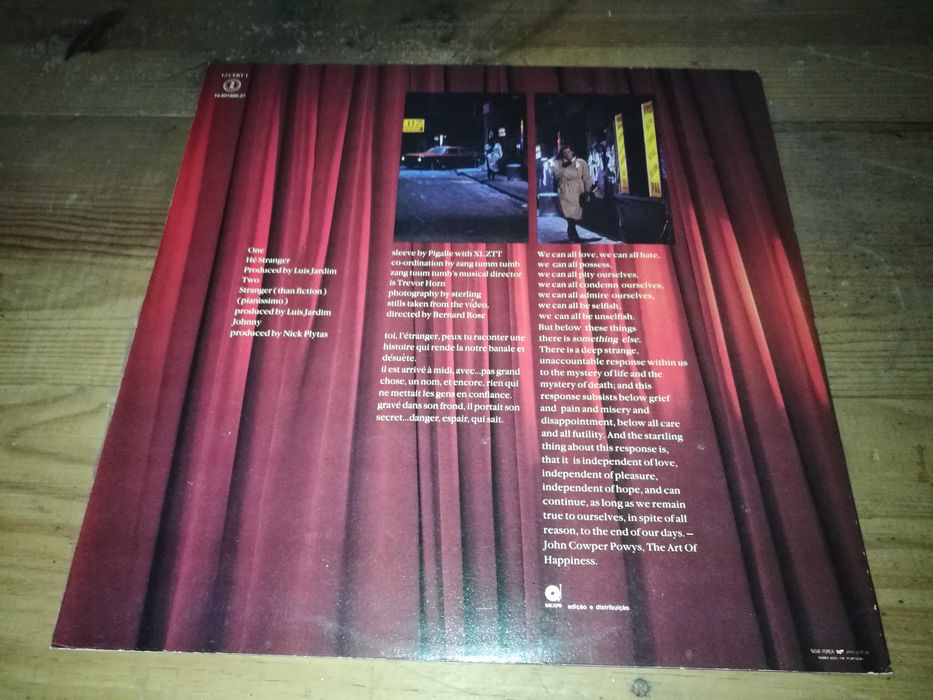 12 CERT 1
One
Hé Stranger
Produced by Luis Jardim
Two
Stranger (than fiction)
(pianissimo)
produced by Luis Jardim
Johnny
produced by Nick Plytas
sleeve by Pigalle with XL ZTT
co-ordination by zang tumm tumb
zang tuum tumb's musical director
is Trevor Horn
photography by sterling
stills taken from the video,
directed by Bernard Rose
toi, l'étranger, peux tu raconter une
histoire qui rende la notre banale et
désuète.
il est arrivé à midi, avec...pas grand
chose, un nom, et encore, rien qui
ne mettait les gens en confiance.
gravé dans son frond, il portait son
secret...danger, espair, qui sait.
We can all love, we can all hate,
we can all possess,
we can all pity ourselves,
we can all condemn ourselves,
we can all admire ourselves,
we can all be selfish,
we can all be unselfish.
But below these things
there is something else.
There is a deep strange,
unaccountable response within us
to the mystery of life and the
mystery of death; and this
response subsists below grief
and pain and misery and
disappointment, below all care
and all futility. And the startling
thing about this response is,
that it is independent of love,
independent of pleasure,
independent of hope, and can
continue, as long as we remain
true to ourselves, in spite of all
reason, to the end of our days. –
John Cowper Powys, The Art Of
Happiness.
DACAPO edição e distribuição